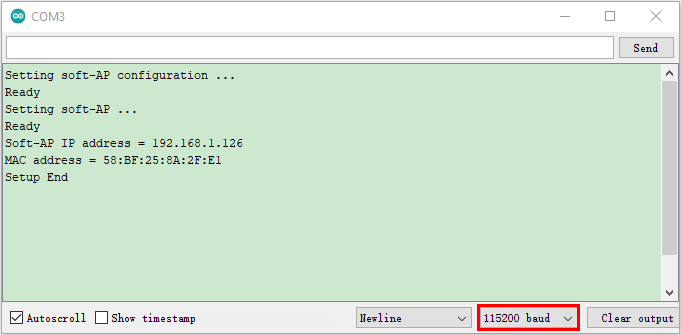 COM3
Send
Setting soft-AP configuration ...
Ready
Setting soft-AP ...
Ready
Soft-AP IP address = 192.168.1.126
MAC address = 58:BF:25:8A:2F:E1
Setup End
Autoscroll Show timestamp Newline 115200 baud Clear output